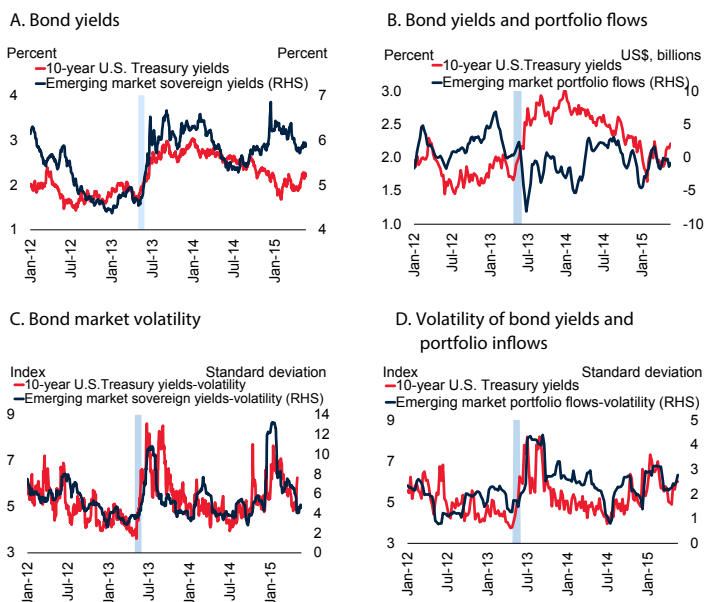 A. Bond yields
Percent Percent
10-year U.S. Treasury yields
Emerging market sovereign yields (RHS)
4 7
3 6
2 5
1 4
Jan-12 Jul-12 Jan-13 Jul-13 Jan-14 Jul-14 Jan-15
B. Bond yields and portfolio flows
Percent US$, billions
10-year U.S.Treasury yields
Emerging market portfolio flows (RHS)
3.0 10
2.5 5
2.0 0
1.5 -5
1.0 -10
Jan-12 Jul-12 Jan-13 Jul-13 Jan-14 Jul-14 Jan-15
C. Bond market volatility
Index Standard deviation
10-year U.S.Treasury yields-volatility
Emerging market sovereign yields-volatility (RHS)
9 14
12
7 10
8
5 6
4
2
3 0
Jan-12 Jul-12 Jan-13 Jul-13 Jan-14 Jul-14 Jan-15
D. Volatility of bond yields and
portfolio inflows
Index Standard deviation
10-year U.S. Treasury yields
Emerging market portfolio flows-volatility (RHS)
9 5
4
7 3
5 2
1
3 0
Jan-12 Jul-12 Jan-13 Jul-13 Jan-14 Jul-14 Jan-15